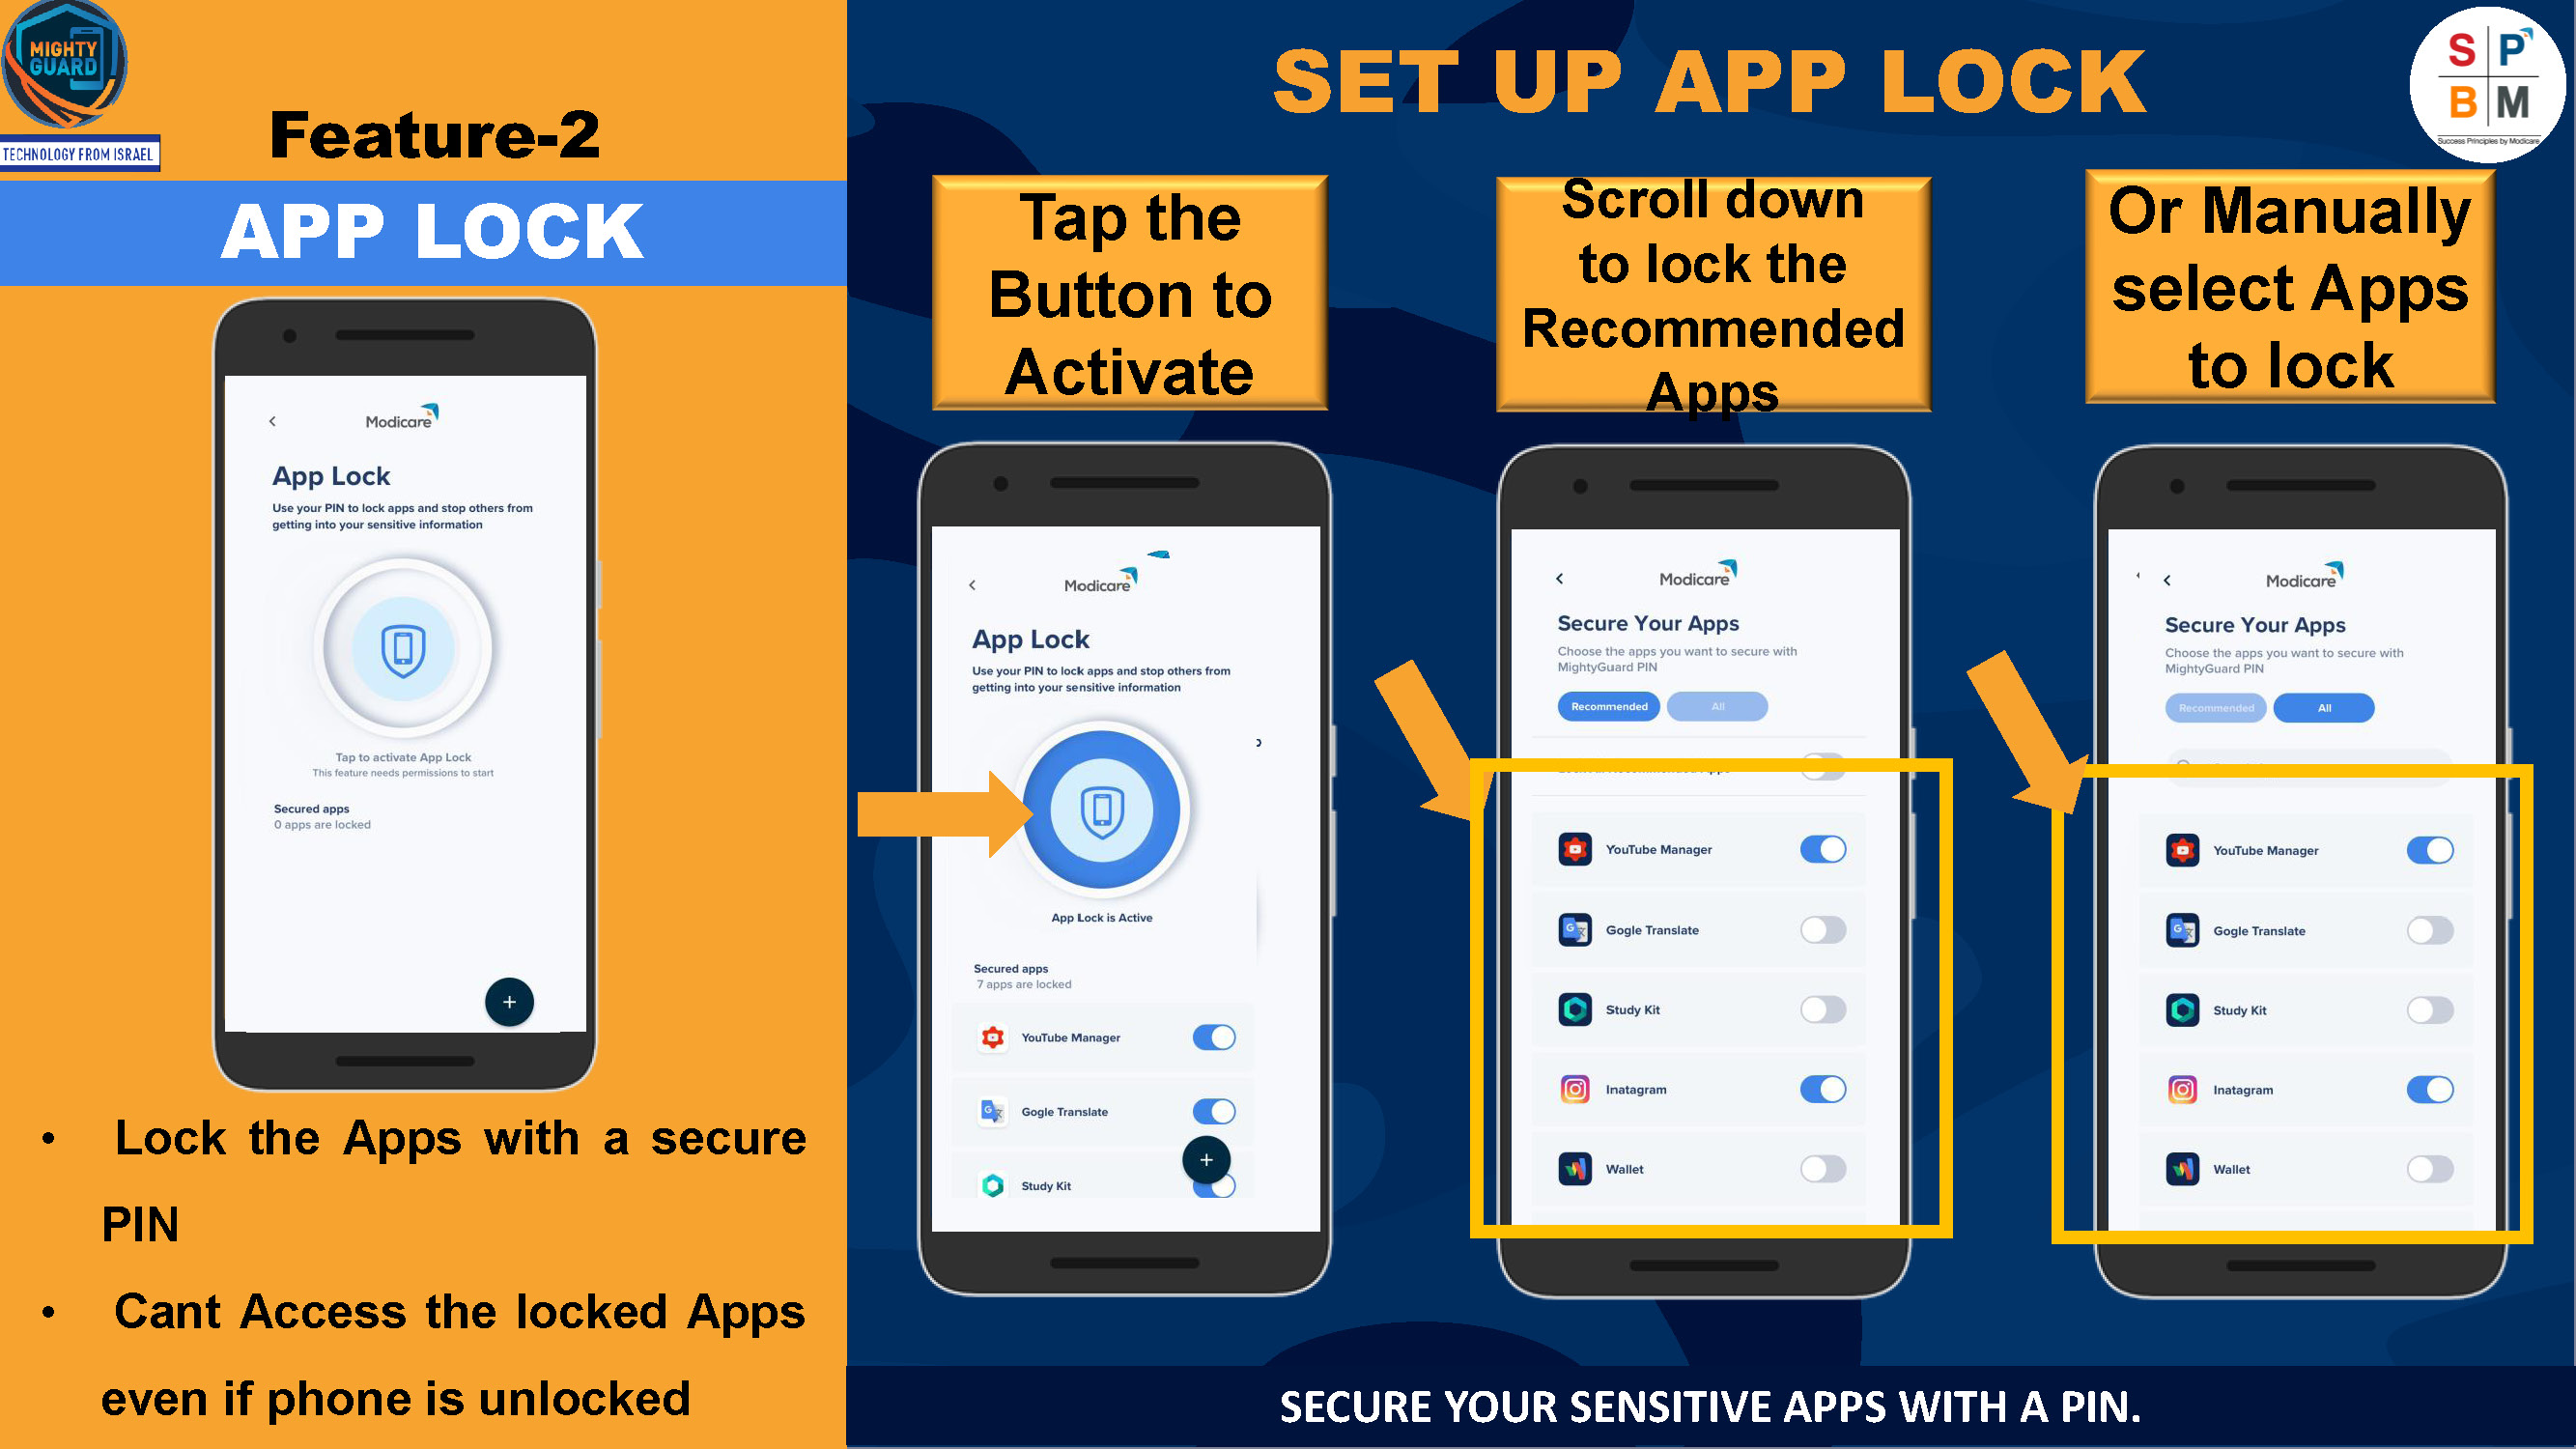 MIGHTY
GUARD
TECHNOLOGY FROM ISRAEL
Feature-2
APP LOCK
Modicare
App Lock
Use your PIN to lock apps and stop others from
getting into your sensitive information
Tap to activate App Lock
This feature needs permissions to start
Secured apps
0 apps are locked
+
• Lock the Apps with a secure
PIN
• Cant Access the locked Apps
even if phone is unlocked
SET UP APP LOCK
S P
B M
Success Principles by Modicare
Tap the
Button to
Activate
Modicare
App Lock
Use your PIN to lock apps and stop others from
getting into your sensitive information
App Lock is Active
Secured apps
7 apps are locked
YouTube Manager
Gogle Translate
+
Study Kit
Scroll down
to lock the
Recommended
Apps
Modicare
Secure Your Apps
Choose the apps you want to secure with
MightyGuard PIN
Recommended All
YouTube Manager
Gogle Translate
Study Kit
Inatagram
Wallet
Or Manually
select Apps
to lock
Modicare
Secure Your Apps
Choose the apps you want to secure with
MightyGuard PIN
Recommended All
YouTube Manager
Gogle Translate
Study Kit
Inatagram
Wallet
SECURE YOUR SENSITIVE APPS WITH A PIN.